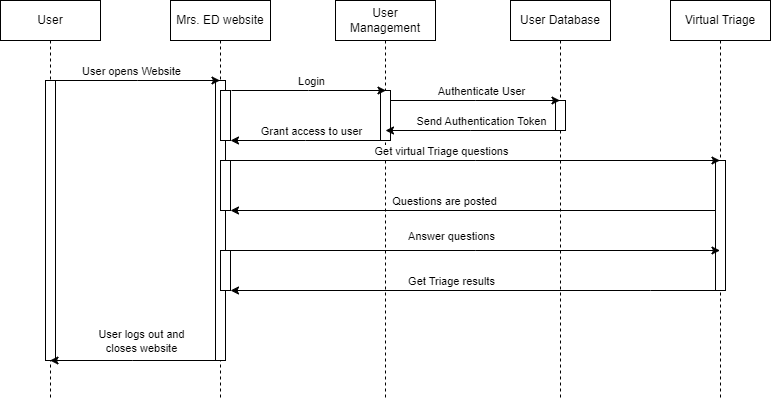 User
Mrs. ED website
User
Management
User Database
Virtual Triage
User opens Website
Login
Authenticate User
Send Authentication Token
Grant access to user
Get virtual Triage questions
Questions are posted
Answer questions
Get Triage results
User logs out and
closes website